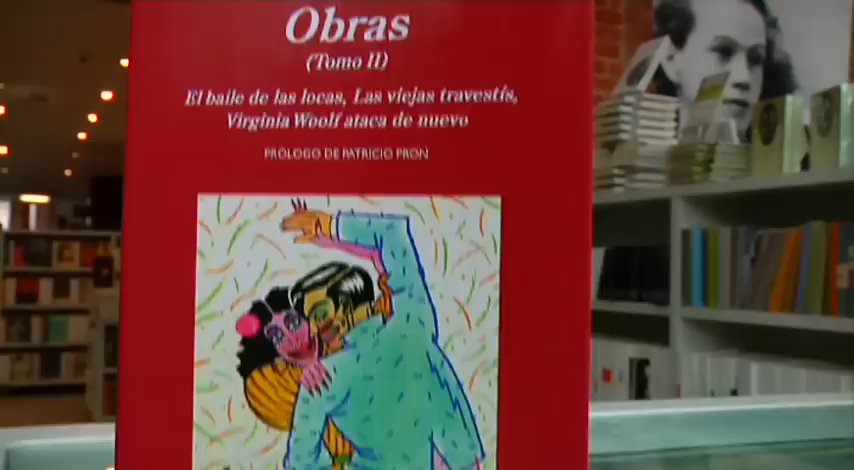 Obras
(Tomo II)
El baile de las locas, Las viejas travestís,
Virginia Woolf ataca de nuevo
PRÓLOGO DE PATRICIO PRON